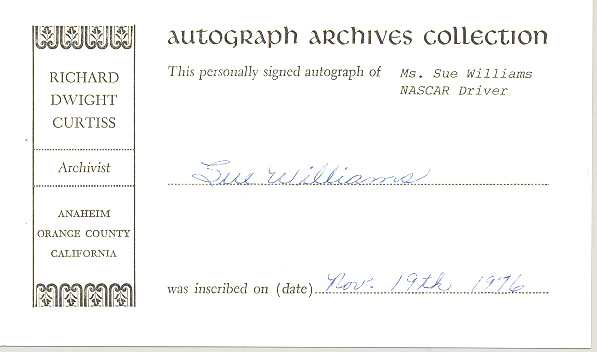 RICHARD
DWIGHT
CURTISS
Archivist
ANAHEIM
ORANGE COUNTY
CALIFORNIA
AUTOGRAPH ARCHIVES COLLECTION
This personally signed autograph of Ms. Sue Williams
NASCAR Driver
Sue Williams
was inscribed on (date) Nov. 19th 1976